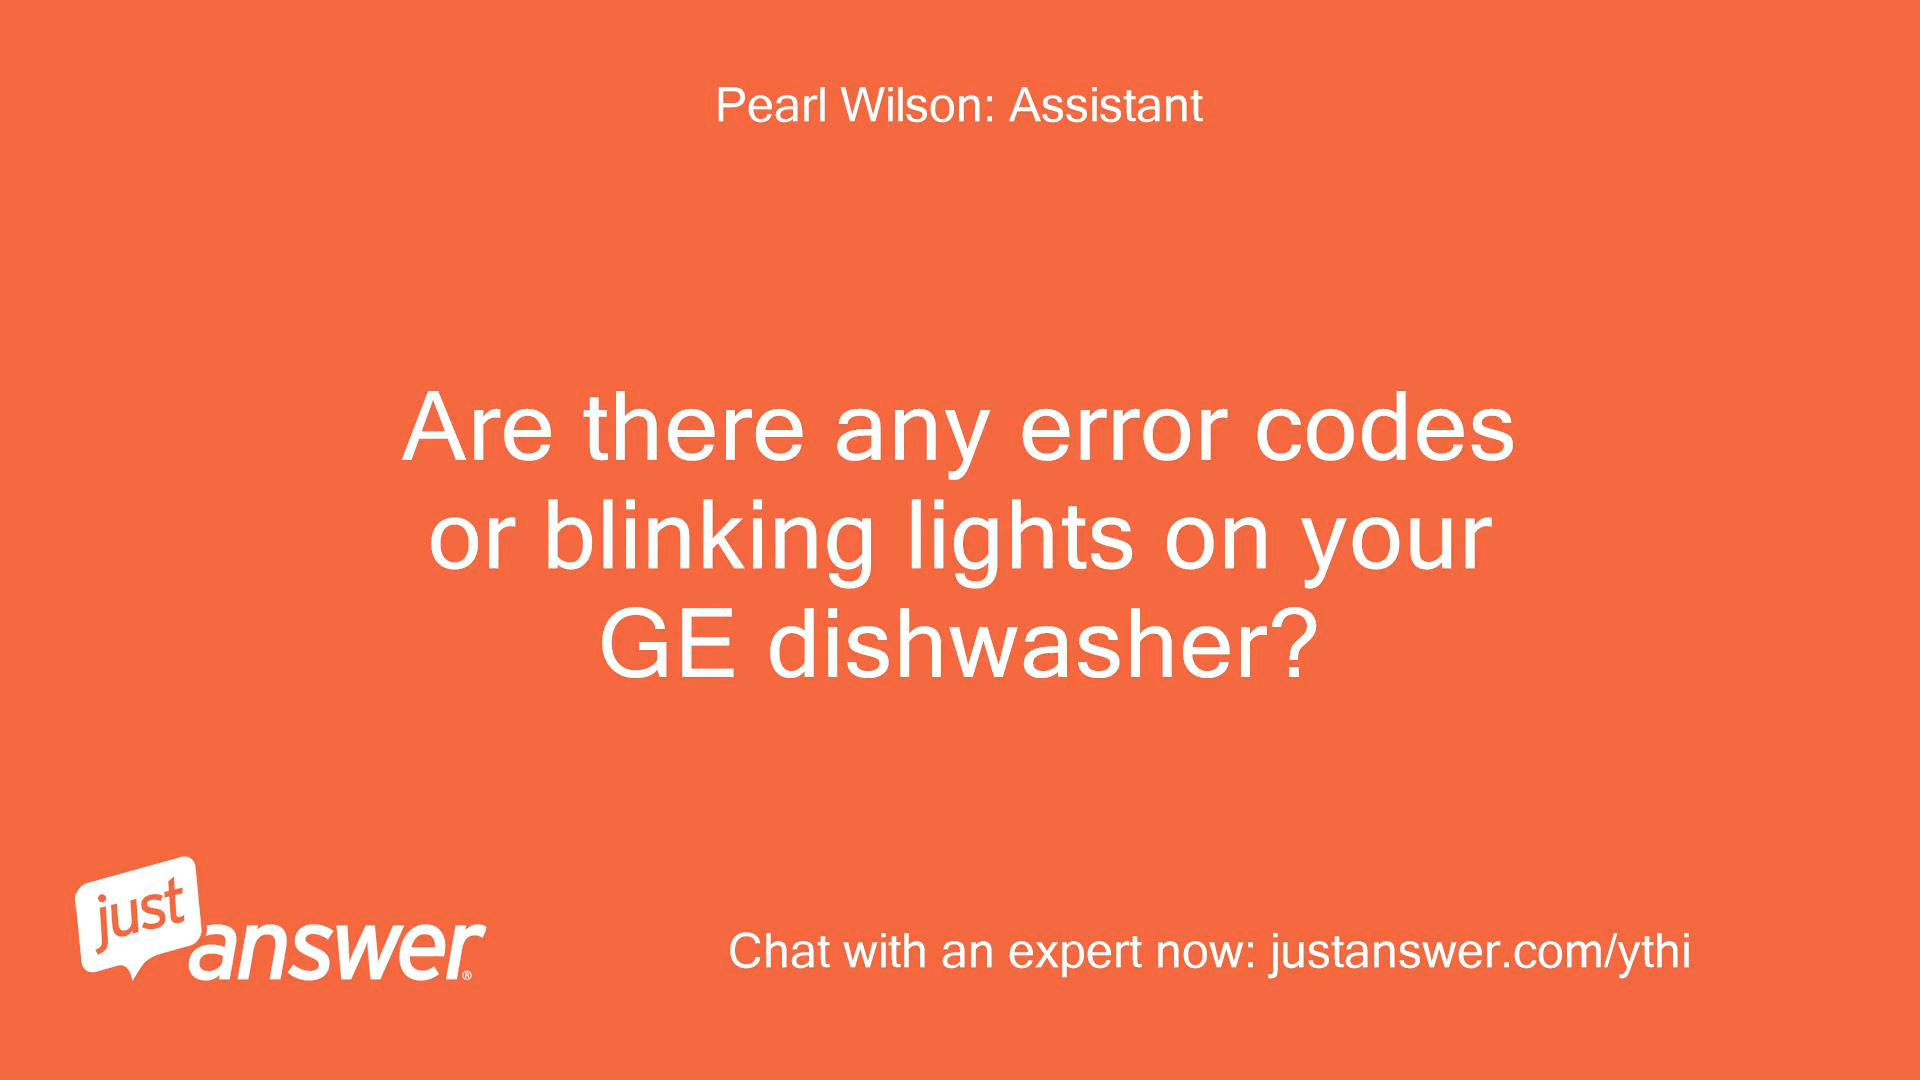 Pearl Wilson: Assistant
Are there any error codes
or blinking lights on your
GE dishwasher?
just
answer®
Chat with an expert now: justanswer.com/ythi